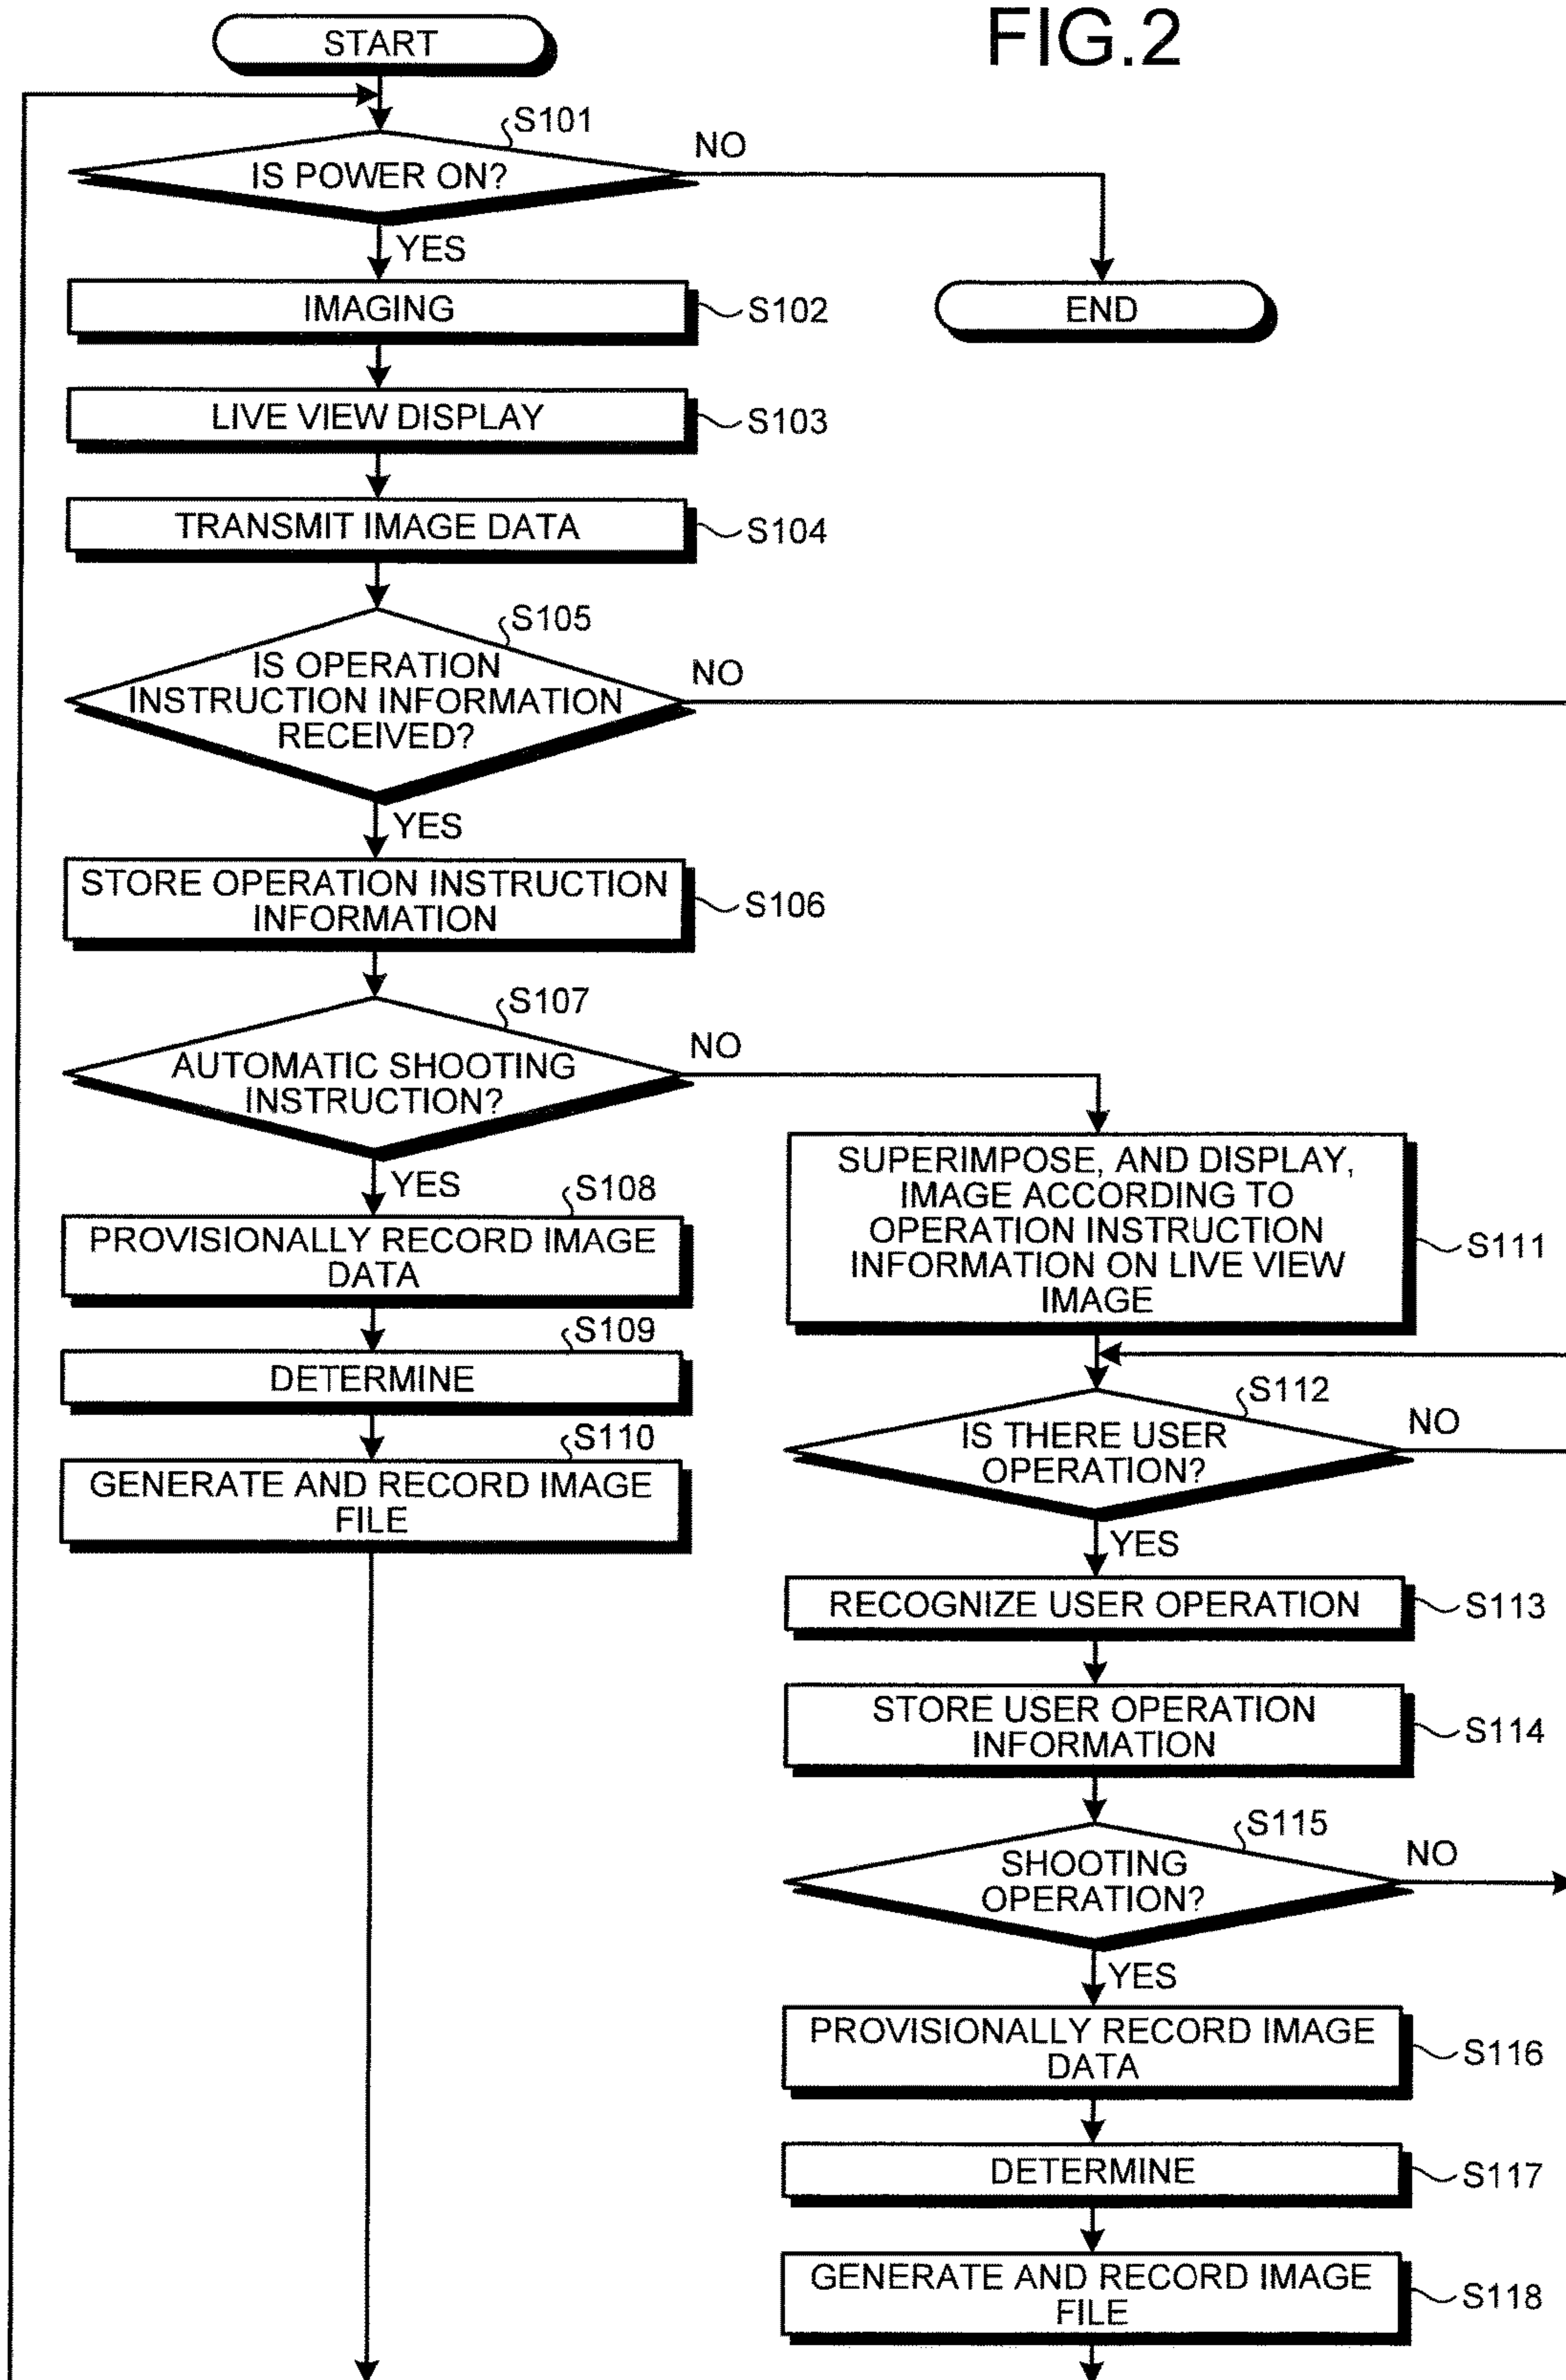 FIG.2
START
S101
IS POWER ON?
NO
YES
IMAGING
S102
END
LIVE VIEW DISPLAY
S103
TRANSMIT IMAGE DATA
S104
S105
IS OPERATION
INSTRUCTION INFORMATION
RECEIVED?
NO
YES
STORE OPERATION INSTRUCTION
INFORMATION
S106
S107
AUTOMATIC SHOOTING
INSTRUCTION?
NO
YES
S108
PROVISIONALLY RECORD IMAGE
DATA
S109
DETERMINE
S110
GENERATE AND RECORD IMAGE
FILE
SUPERIMPOSE, AND DISPLAY,
IMAGE ACCORDING TO
OPERATION INSTRUCTION
INFORMATION ON LIVE VIEW
IMAGE
S111
S112
IS THERE USER
OPERATION?
NO
YES
RECOGNIZE USER OPERATION
S113
STORE USER OPERATION
INFORMATION
S114
S115
SHOOTING
OPERATION?
NO
YES
PROVISIONALLY RECORD IMAGE
DATA
S116
DETERMINE
S117
GENERATE AND RECORD IMAGE
FILE
S118